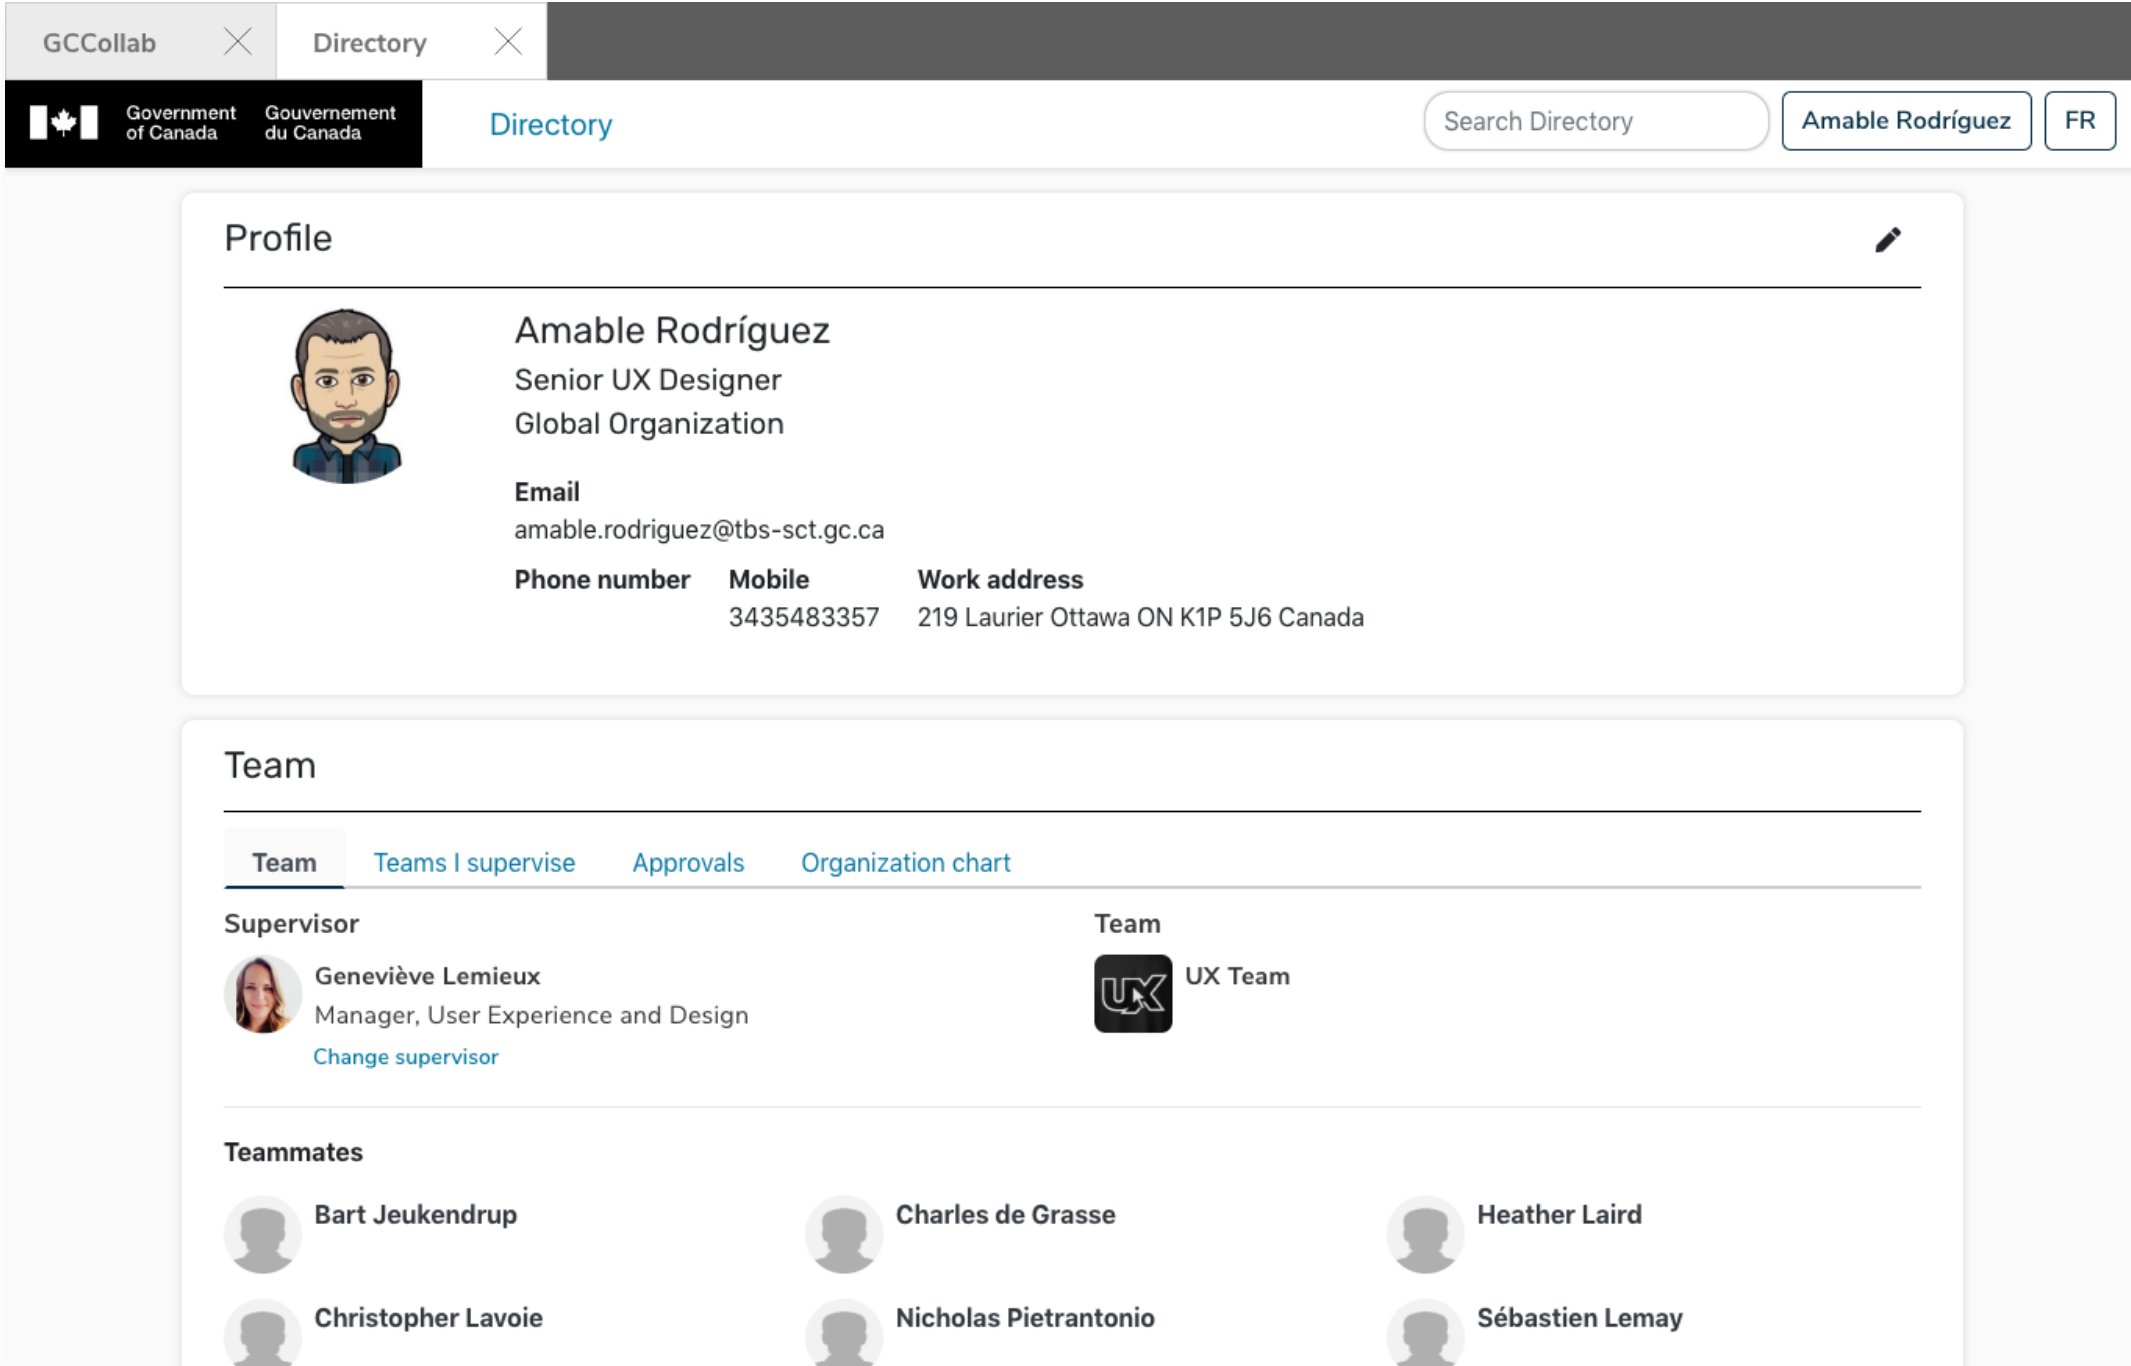 GCCollab
Directory
Government of Canada
Gouvernement du Canada
Directory
Search Directory
Amable Rodríguez
FR
Profile
Amable Rodríguez
Senior UX Designer
Global Organization
Email
amable.rodriguez@tbs-sct.gc.ca
Phone number
Mobile
3435483357
Work address
219 Laurier Ottawa ON K1P 5J6 Canada
Team
Team
Teams I supervise
Approvals
Organization chart
Supervisor
Geneviève Lemieux
Manager, User Experience and Design
Change supervisor
Team
UX
UX Team
Teammates
Bart Jeukendrup
Charles de Grasse
Heather Laird
Christopher Lavoie
Nicholas Pietrantonio
Sébastien Lemay